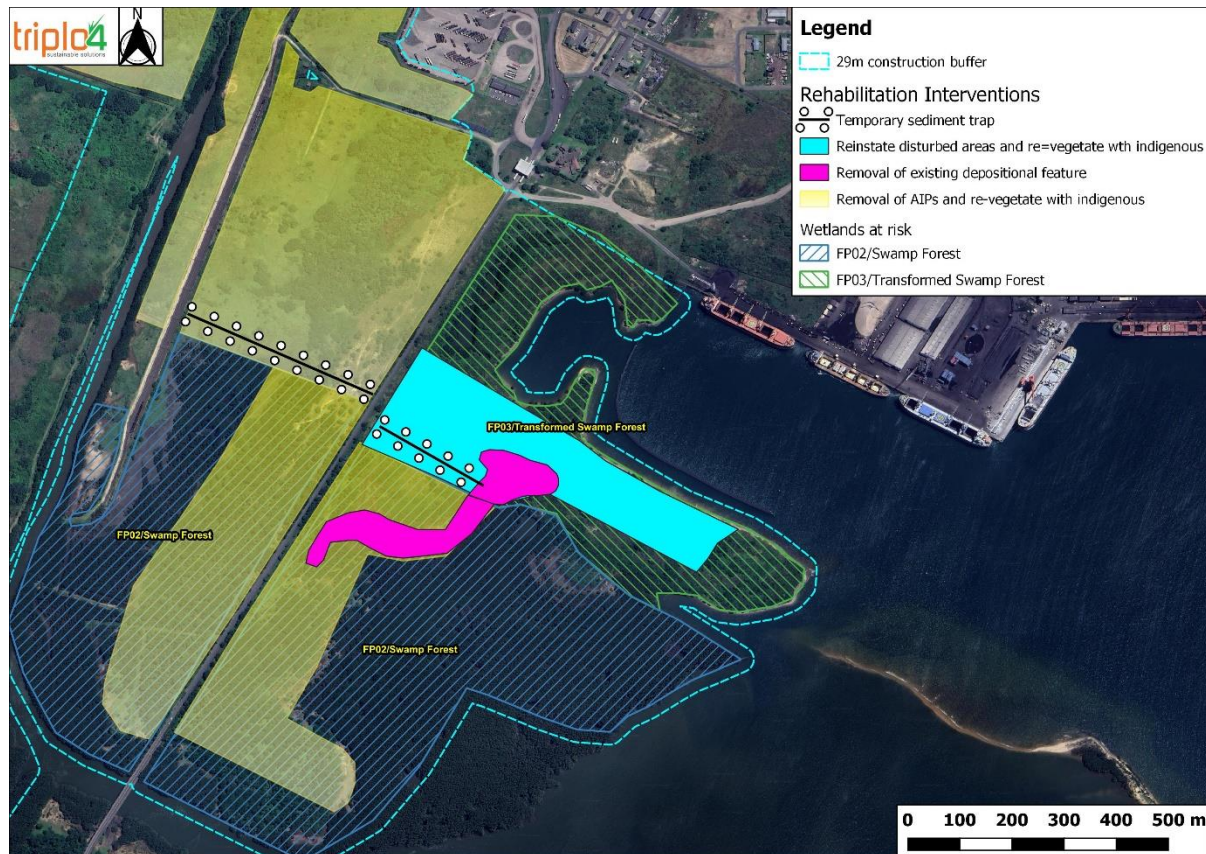 triplo4
sustainable solutions
N
Legend
29m construction buffer
Rehabilitation Interventions
Temporary sediment trap
Reinstate disturbed areas and re=vegetate wth indigenous
Removal of existing depositional feature
Removal of AIPs and re-vegetate with indigenous
Wetlands at risk
FP02/Swamp Forest
FP03/Transformed Swamp Forest
FP03/Transformed Swamp Forest
FP02/Swamp Forest
FP02/Swamp Forest
0 100 200 300 400 500 m